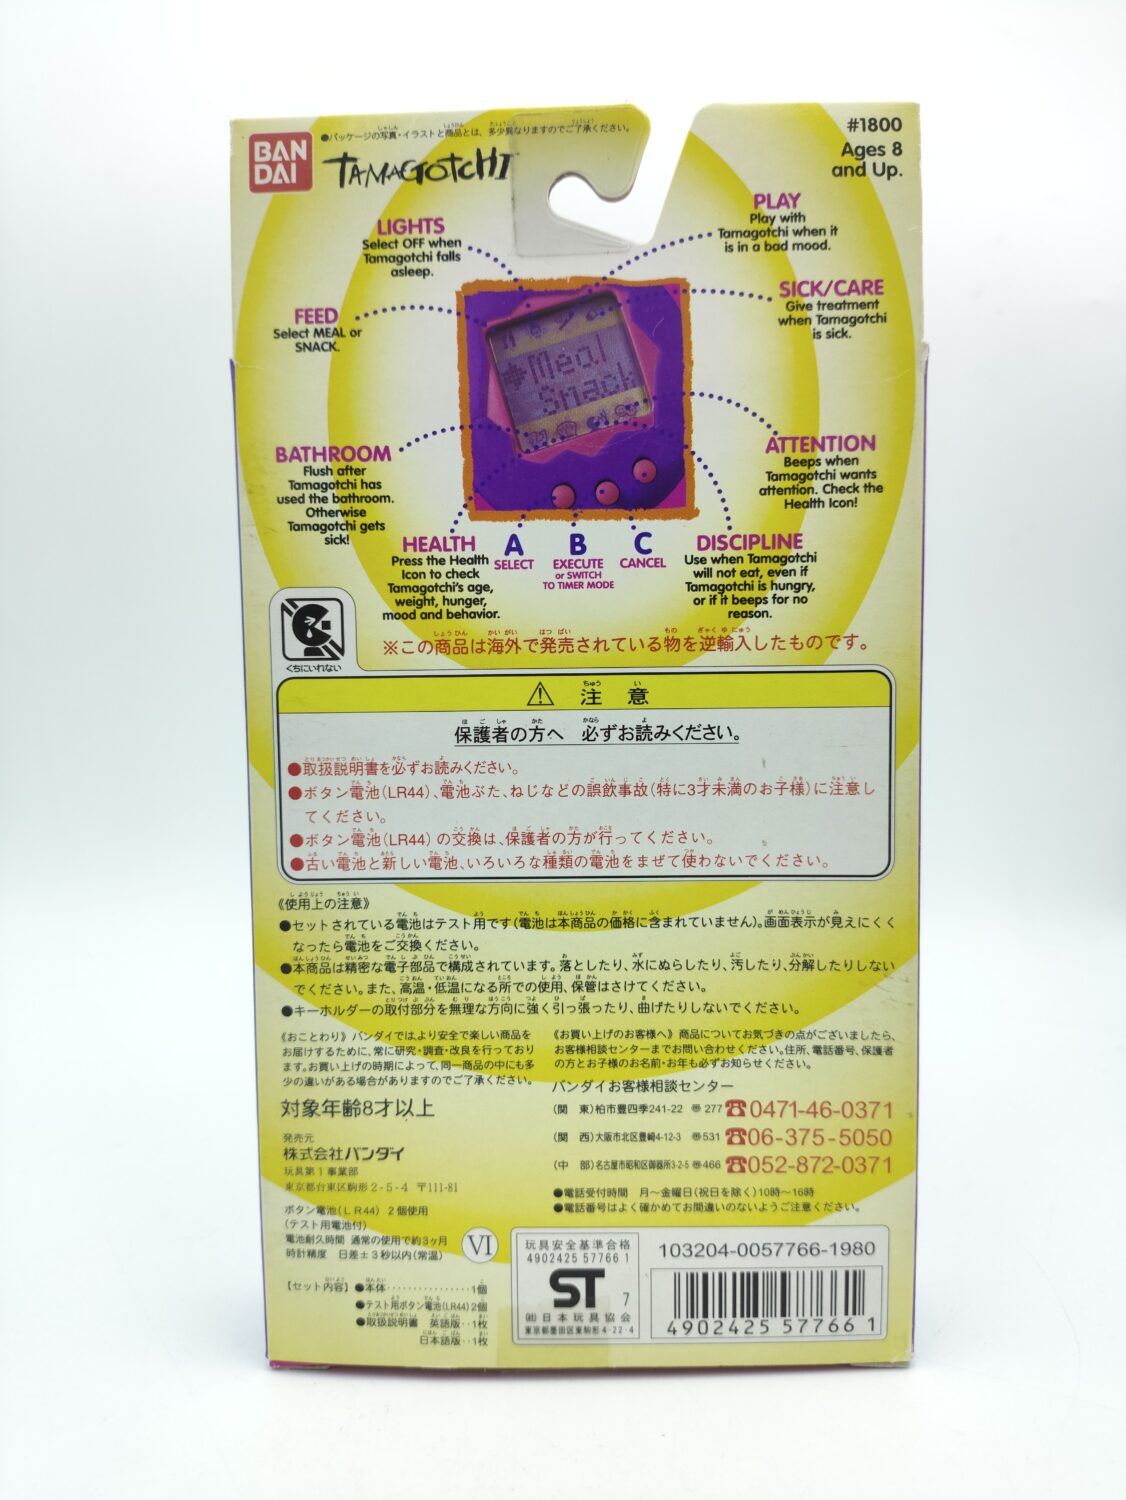 BAN
DAI
●パッケージの写真・イラストと商品とは、多少異なりますのでご了承ください。
TAMAGOTCHI
#1800
Ages 8
and Up.
LIGHTS
Select OFF when
Tamagotchi falls
asleep.
PLAY
Play with
Tamagotchi when it
is in a bad mood.
FEED
Select MEAL or
SNACK.
SICK/CARE
Give treatment
when Tamagotchi
is sick.
Meal
Snack
BATHROOM
Flush after
Tamagotchi has
used the bathroom.
Otherwise
Tamagotchi gets
sick!
ATTENTION
Beeps when
Tamagotchi wants
attention. Check the
Health Icon!
HEALTH
Press the Health
Icon to check
Tamagotchi's age,
weight, hunger,
mood and behavior.
A
SELECT
B
EXECUTE
or SWITCH
TO TIMER MODE
C
CANCEL
DISCIPLINE
Use when Tamagotchi
will not eat, even if
Tamagotchi is hungry,
or if it beeps for no
reason.
くちにいれない
※この商品は海外で発売されている物を逆輸入したものです。
⚠ 注 意
保護者の方へ 必ずお読みください。
●取扱説明書を必ずお読みください。
●ボタン電池(LR44)、電池ぶた、ねじなどの誤飲事故(特に3才未満のお子様)に注意し
てください。
●ボタン電池(LR44)の交換は、保護者の方が行ってください。
●古い電池と新しい電池、いろいろな種類の電池をまぜて使わないでください。
《使用上の注意》
●セットされている電池はテスト用です(電池は本商品の価格に含まれていません)。画面表示が見えにくく
なったら電池をご交換ください。
●本商品は精密な電子部品で構成されています。落としたり、水にぬらしたり、汚したり、分解したりしない
でください。また、高温・低温になる所での使用、保管はさけてください。
●キーホルダーの取付部分を無理な方向に強く引っ張ったり、曲げたりしないでください。
《おことわり》バンダイでは、より安全で楽しい商品を
お届けするために、常に研究・調査・改良を行っており
ます。お買い上げの時期によって、同一商品の中にも多
少の違いがある場合がありますのでご了承ください。
対象年齢8才以上
発売元
株式会社バンダイ
玩具第1事業部
東京都台東区駒形2-5-4 〒111-81
ボタン電池(LR44) 2個使用
(テスト用電池付)
電池耐久時間 通常の使用で約3ヶ月
時計精度 日差±3秒以内(常温)
VI
【セット内容】●本体‥‥‥‥‥‥1個
●テスト用ボタン電池(LR44)2個
●取扱説明書 英語版‥1枚
日本語版‥1枚
《お買い上げのお客様へ》商品についてお気づきの点がございましたら、
お客様相談センターまでお問い合わせください。住所、電話番号、保護者
の方とお子様のお名前・お年も必ずお知らせください。
バンダイお客様相談センター
(関 東)柏市豊四季241-22 〠277 ☎0471-46-0371
(関 西)大阪市北区豊崎4-12-3 〠531 ☎06-375-5050
(中 部)名古屋市昭和区御器所3-2-5 〠466 ☎052-872-0371
●電話受付時間 月~金曜日(祝日を除く)10時~16時
●電話番号はよく確かめてお間違いのないようご注意ください。
玩具安全基準合格
4902425 57766 1
ST 7
㈳日本玩具協会
東京都墨田区東駒形4-22-4
103204-0057766-1980
4902425 577661